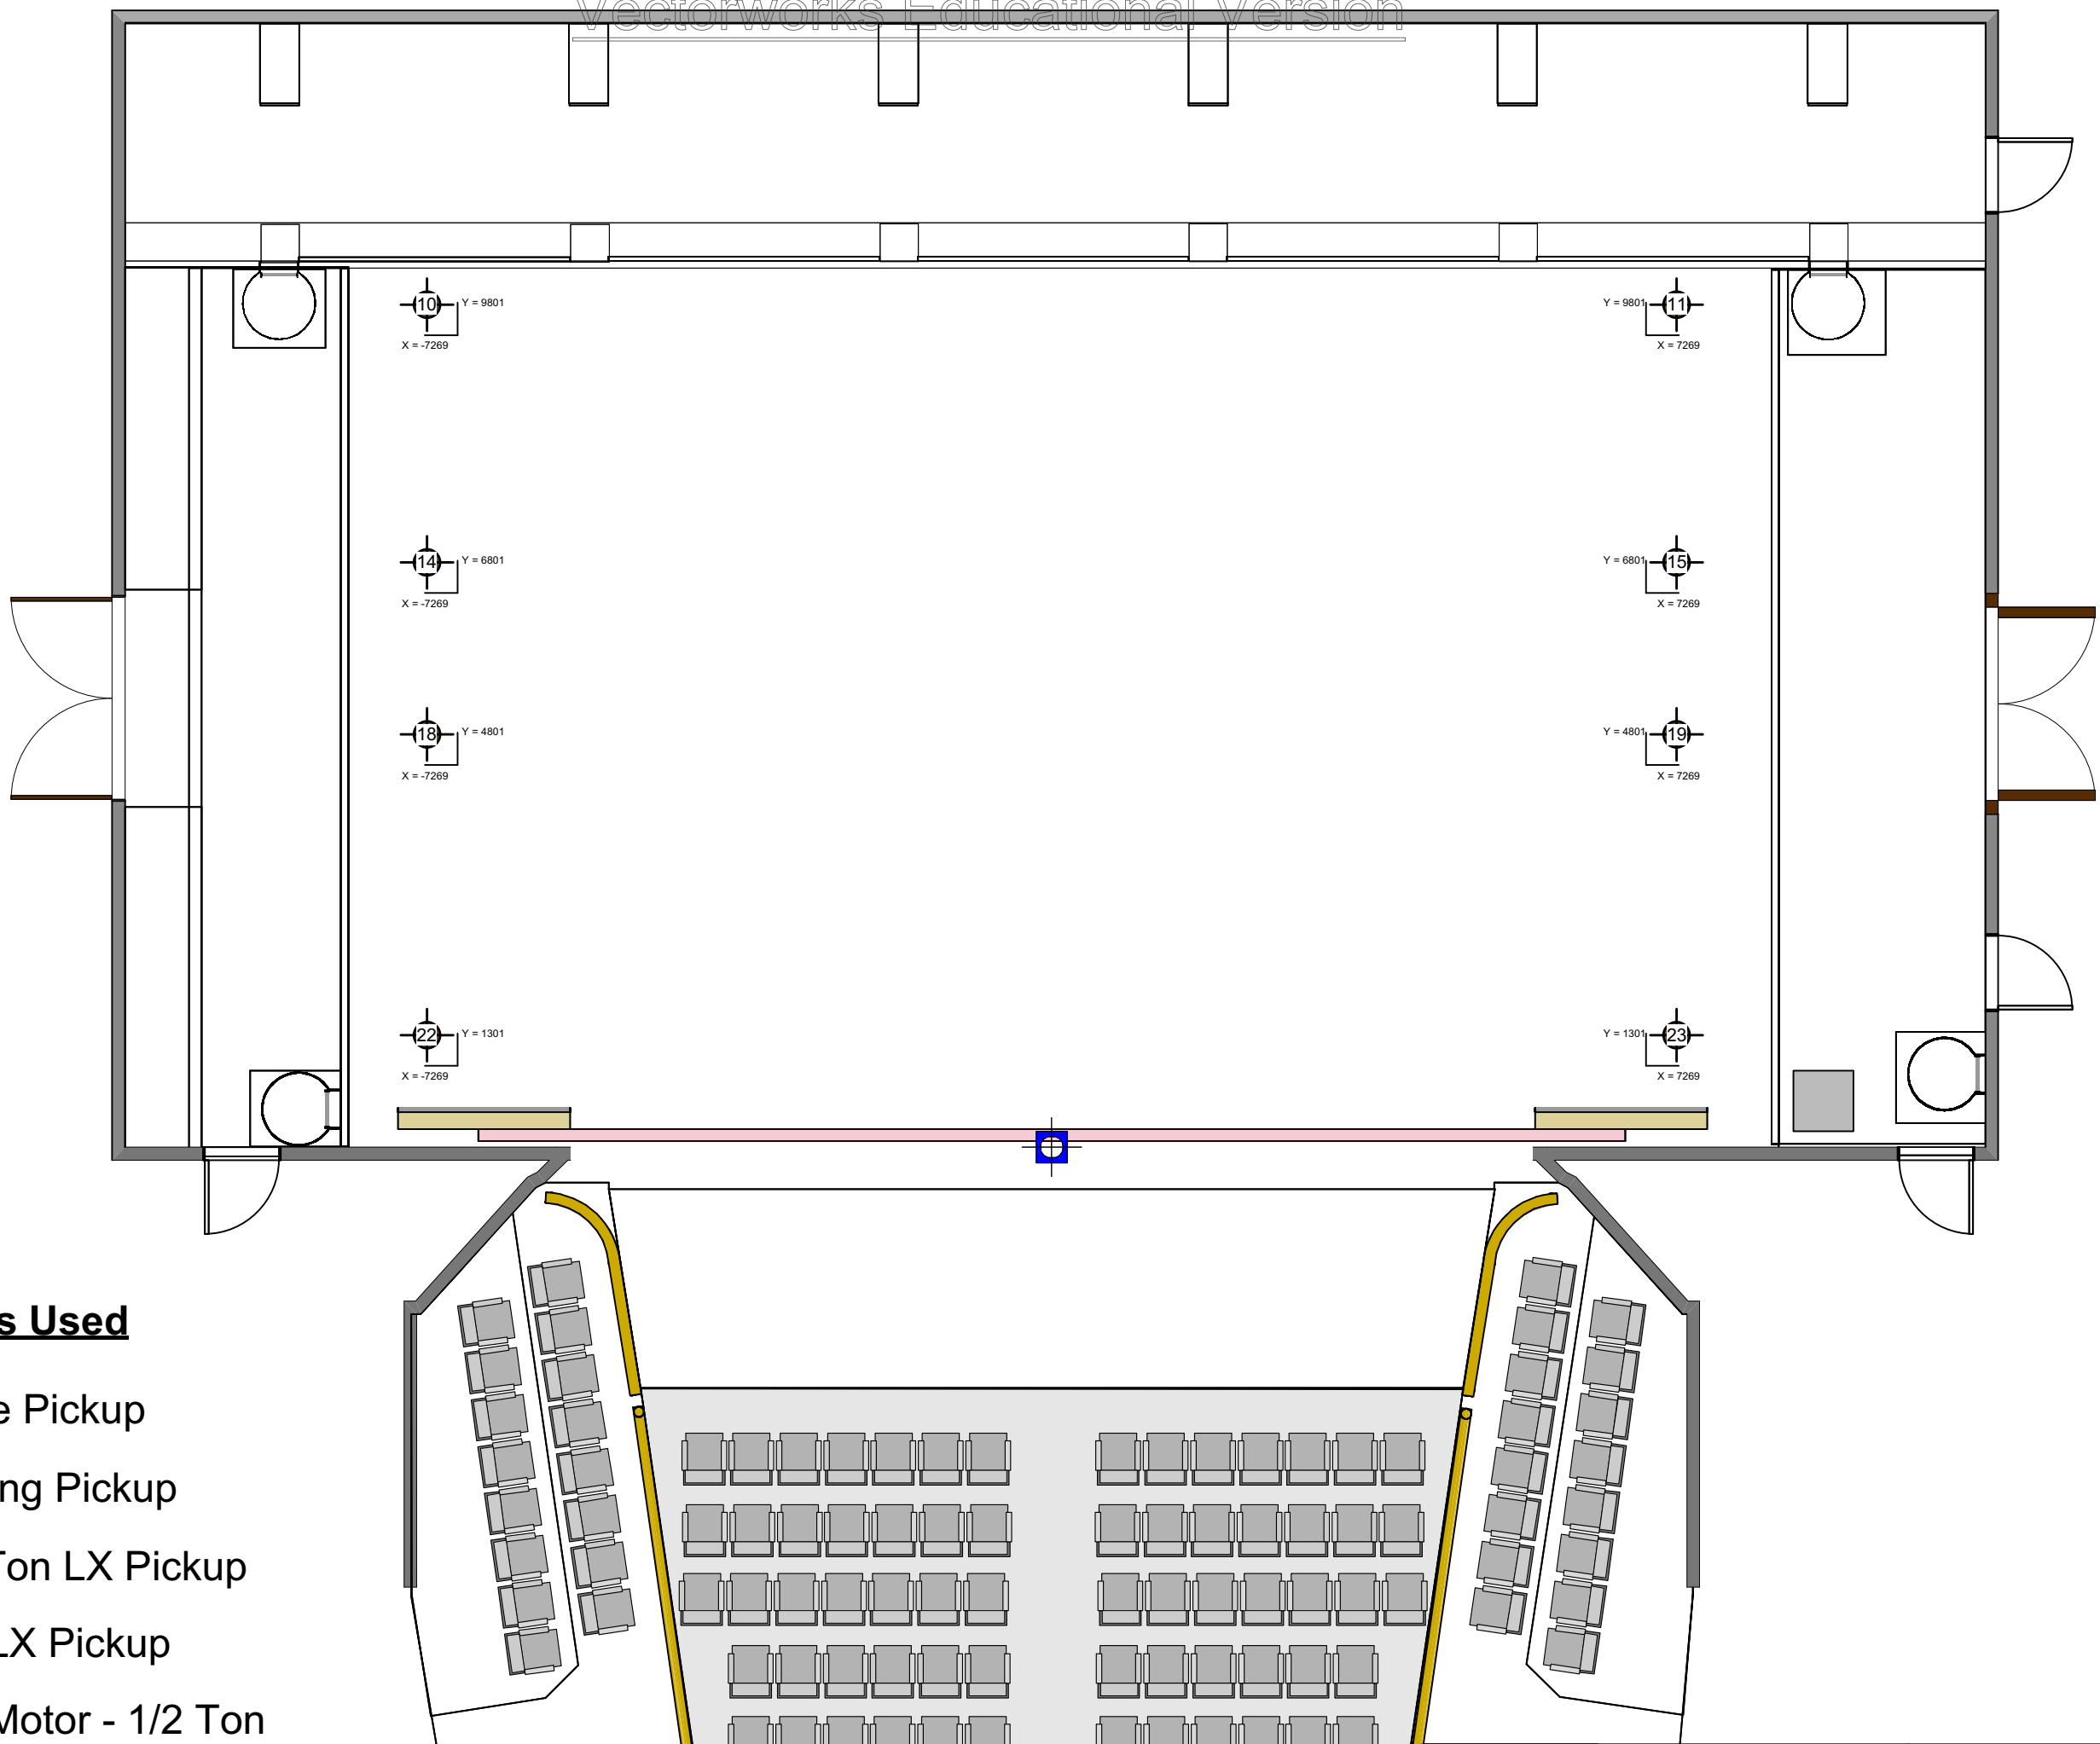 Vectorworks Educational Version
10 Y = 9801
X = -7269
Y = 9801 11
X = 7269
14 Y = 6801
X = -7269
Y = 6801 15
X = 7269
18 Y = 4801
X = -7269
Y = 4801 19
X = 7269
22 Y = 1301
X = -7269
Y = 1301 23
X = 7269
s Used
e Pickup
ng Pickup
Ton LX Pickup
LX Pickup
Motor - 1/2 Ton